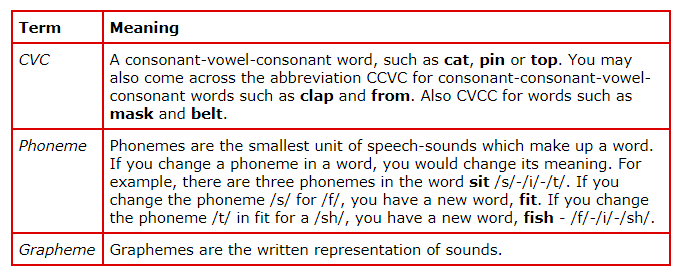 Term Meaning
CVC A consonant-vowel-consonant word, such as cat, pin or top. You may
also come across the abbreviation CCVC for consonant-consonant-vowel-
consonant words such as clap and from. Also CVCC for words such as
mask and belt.
Phoneme Phonemes are the smallest unit of speech-sounds which make up a word.
If you change a phoneme in a word, you would change its meaning. For
example, there are three phonemes in the word sit /s/-/i/-/t/. If you
change the phoneme /s/ for /f/, you have a new word, fit. If you change
the phoneme /t/ in fit for a /sh/, you have a new word, fish - /f/-/i/-/sh/.
Grapheme Graphemes are the written representation of sounds.